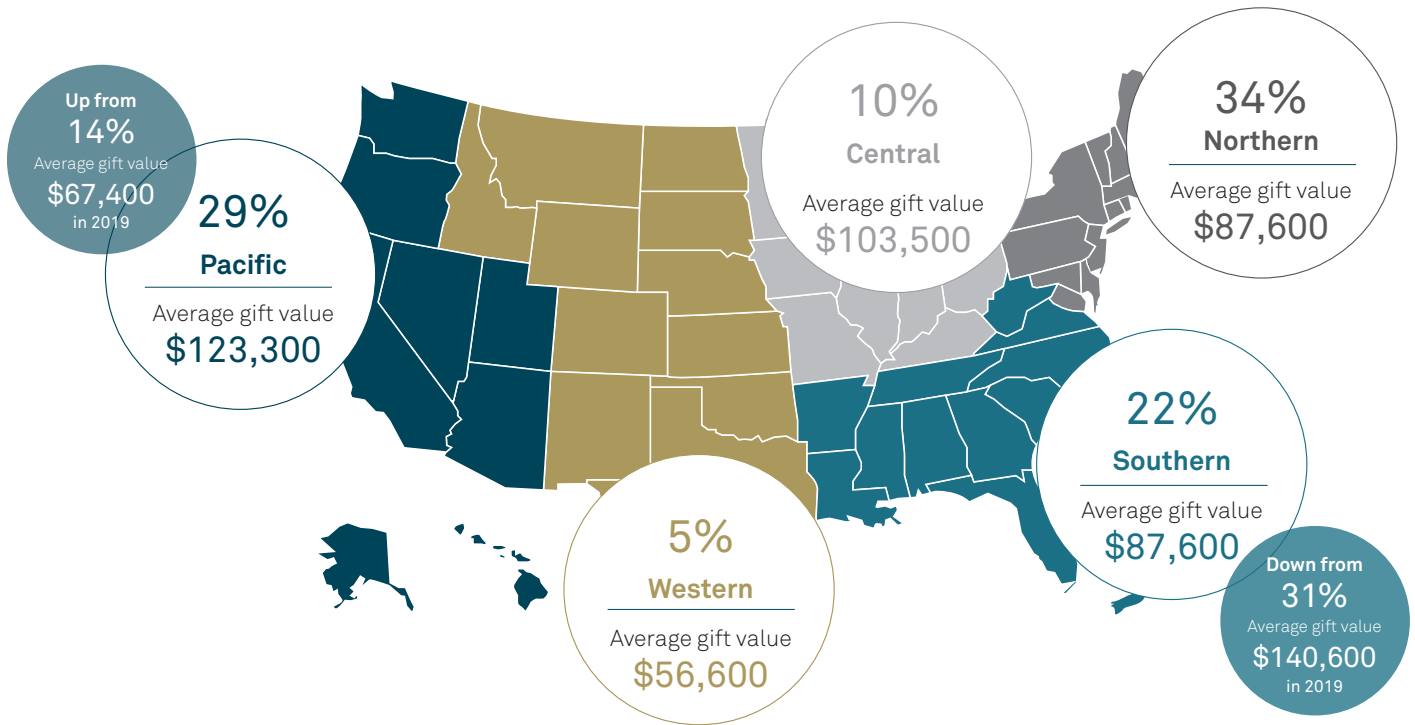 Up from
14%
Average gift value
$67,400
in 2019
29%
Pacific
Average gift value
$123,300
10%
Central
Average gift value
$103,500
34%
Northern
Average gift value
$87,600
5%
Western
Average gift value
$56,600
22%
Southern
Average gift value
$87,600
Down from
31%
Average gift value
$140,600
in 2019